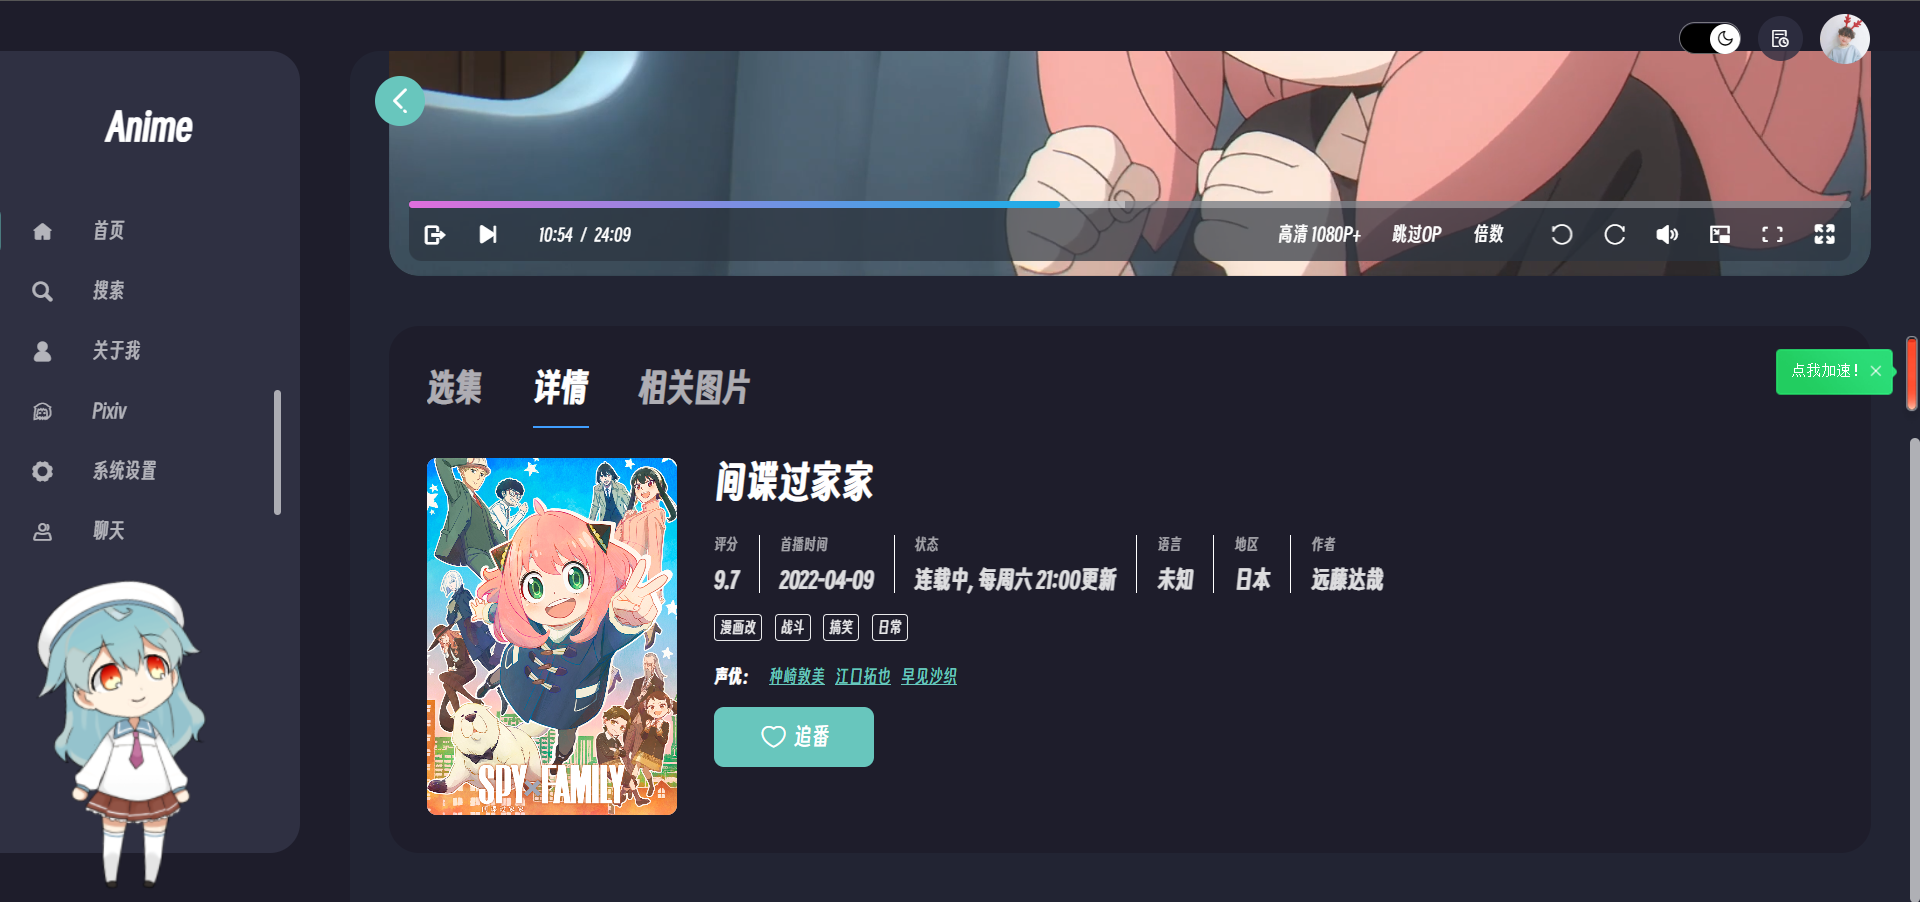 Anime
首页
搜索
关于我
Pixiv
系统设置
聊天
10:54 / 24:09
高清 1080P+ 跳过OP 倍数
选集 详情 相关图片
点我加速！
间谍过家家
评分 首播时间 状态 语言 地区 作者
9.7 2022-04-09 连载中, 每周六 21:00更新 未知 日本 远藤达哉
漫画改 战斗 搞笑 日常
声优： 种崎敦美 江口拓也 早见沙织
追番
SPY×FAMILY